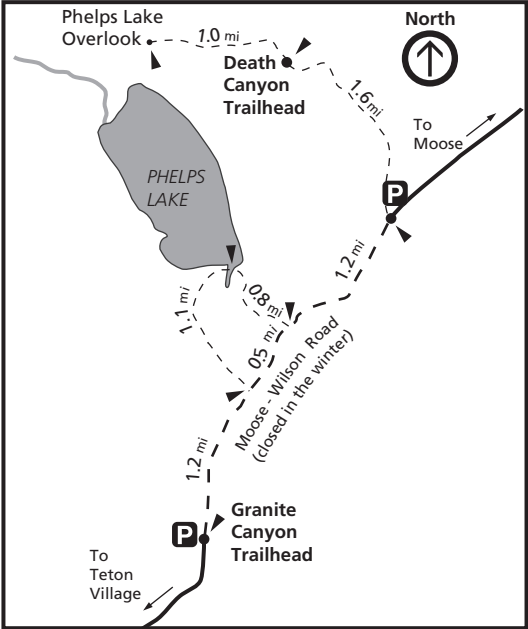 Phelps Lake
Overlook
1.0 mi
North
Death
Canyon
Trailhead
1.6mi
To
Moose
P
PHELPS
LAKE
1.2 mi
0.8 mi
1.1 mi
05 mi
Moose - Wilson Road
(closed in the winter)
1.2 mi
P
Granite
Canyon
Trailhead
To
Teton
Village